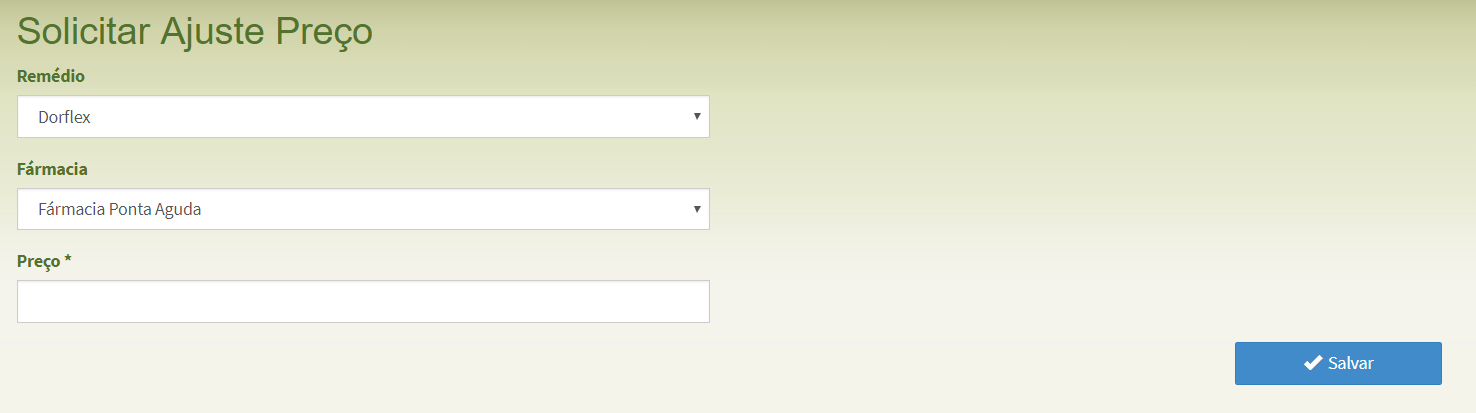 Solicitar Ajuste Preço
Remédio
Dorflex
Fármacia
Fármacia Ponta Aguda
Preço *
Salvar